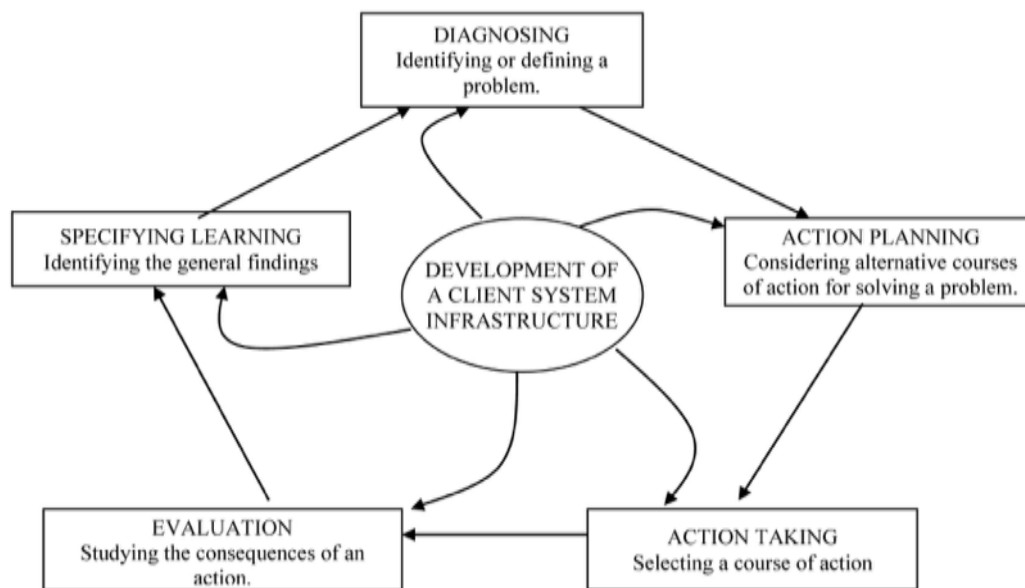 DIAGNOSING
Identifying or defining a
problem.
SPECIFYING LEARNING
Identifying the general findings
DEVELOPMENT OF
A CLIENT SYSTEM
INFRASTRUCTURE
ACTION PLANNING
Considering alternative courses
of action for solving a problem.
EVALUATION
Studying the consequences of an
action.
ACTION TAKING
Selecting a course of action